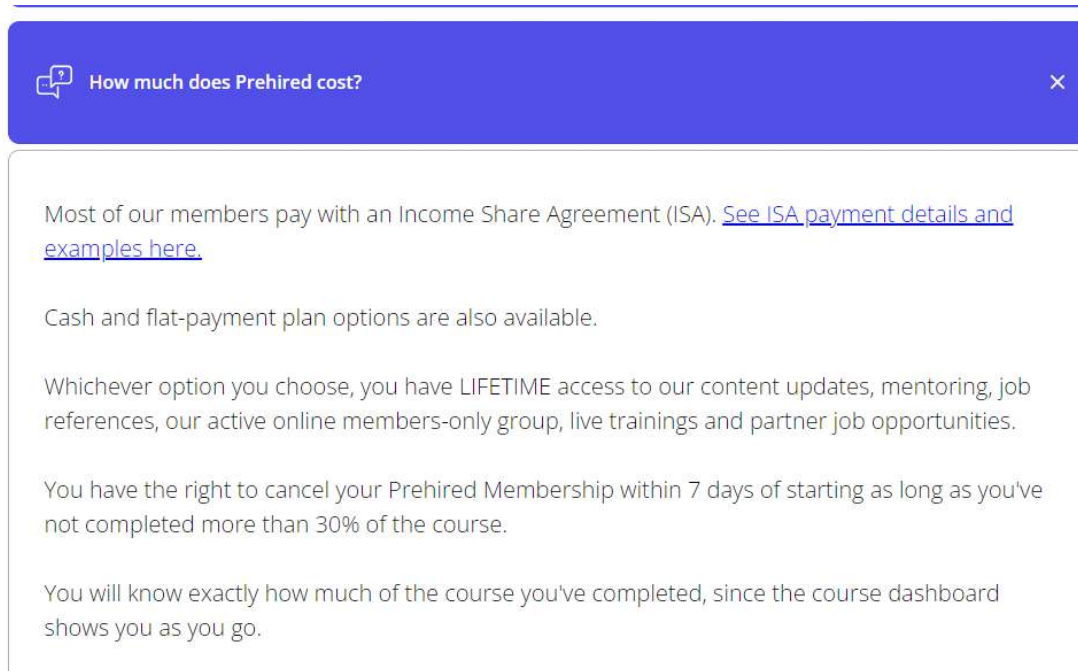 How much does Prehired cost?
Most of our members pay with an Income Share Agreement (ISA). See ISA payment details and
examples here.
Cash and flat-payment plan options are also available.
Whichever option you choose, you have LIFETIME access to our content updates, mentoring, job
references, our active online members-only group, live trainings and partner job opportunities.
You have the right to cancel your Prehired Membership within 7 days of starting as long as you've
not completed more than 30% of the course.
You will know exactly how much of the course you've completed, since the course dashboard
shows you as you go.